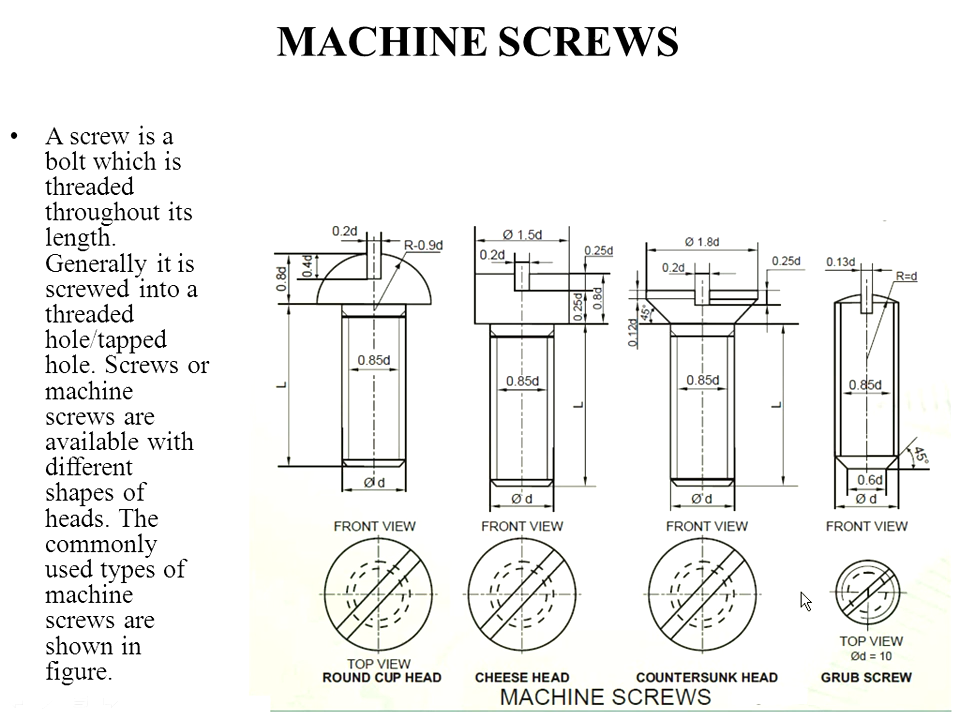 MACHINE SCREWS
• A screw is a
bolt which is
threaded
throughout its
length.
Generally it is
screwed into a
threaded
hole/tapped
hole. Screws or
machine
screws are
available with
different
shapes of
heads. The
commonly
used types of
machine
screws are
shown in
figure.
0.2d
R-0.9d
0.4d
0.8d
0.85d
L
Ø d
FRONT VIEW
TOP VIEW
ROUND CUP HEAD
Ø 1.5d
0.2d
0.25d
0.25d
0.8d
0.85d
L
Ø d
FRONT VIEW
CHEESE HEAD
Ø 1.8d
0.2d
0.25d
45°
0.12d
0.85d
L
Ø d
FRONT VIEW
COUNTERSUNK HEAD
0.13d
R=d
0.85d
45°
0.6d
Ø d
FRONT VIEW
TOP VIEW
Ød = 10
GRUB SCREW
MACHINE SCREWS